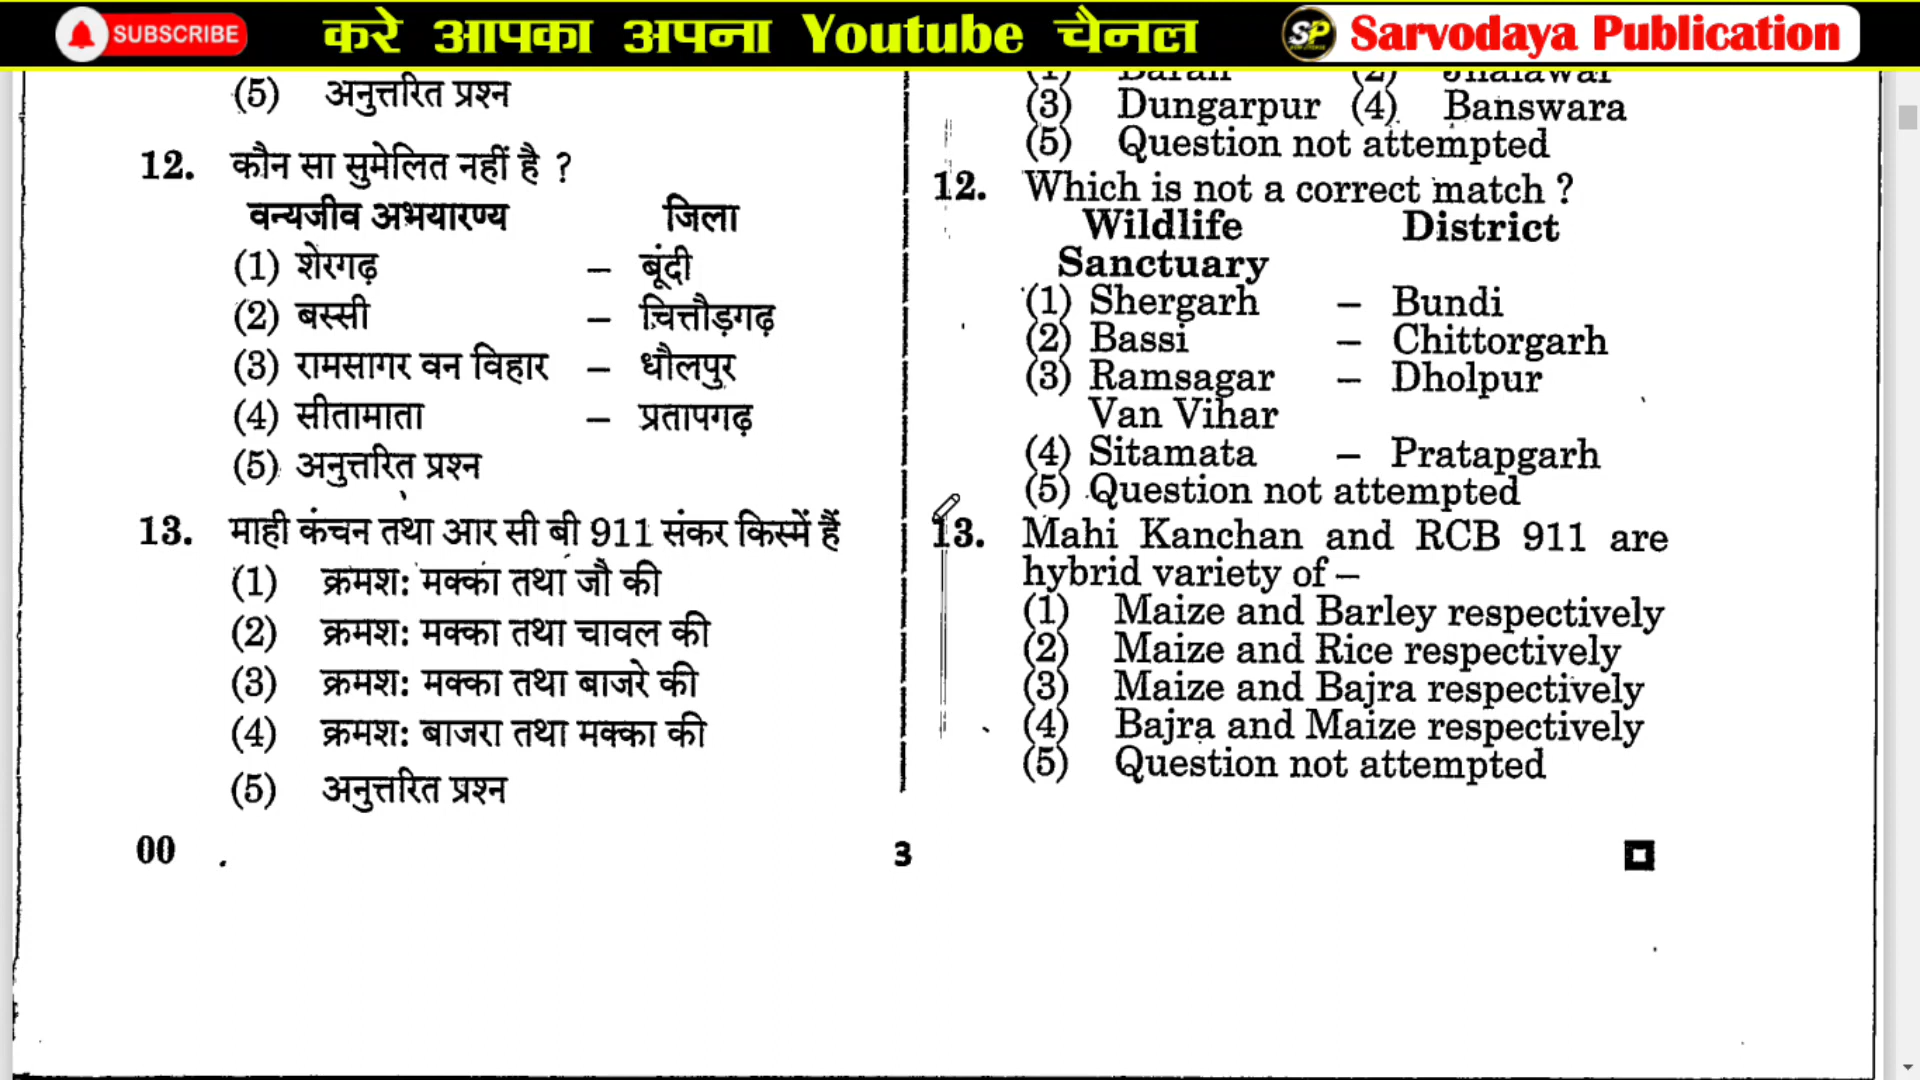 SUBSCRIBE करे आपका अपना Youtube चैनल SP Sarvodaya Publication
(5) अनुत्तरित प्रश्न
12. कौन सा सुमेलित नहीं है ?
वन्यजीव अभयारण्य जिला
(1) शेरगढ़ – बूंदी
(2) बस्सी – चित्तौड़गढ़
(3) रामसागर वन विहार – धौलपुर
(4) सीतामाता – प्रतापगढ़
(5) अनुत्तरित प्रश्न
13. माही कंचन तथा आर सी बी 911 संकर किस्में हैं
(1) क्रमश: मक्का तथा जौ की
(2) क्रमश: मक्का तथा चावल की
(3) क्रमश: मक्का तथा बाजरे की
(4) क्रमश: बाजरा तथा मक्का की
(5) अनुत्तरित प्रश्न
(1) Baran (2) Jhalawar
(3) Dungarpur (4) Banswara
(5) Question not attempted
12. Which is not a correct match ?
Wildlife District
Sanctuary
(1) Shergarh – Bundi
(2) Bassi – Chittorgarh
(3) Ramsagar – Dholpur
Van Vihar
(4) Sitamata – Pratapgarh
(5) Question not attempted
13. Mahi Kanchan and RCB 911 are
hybrid variety of –
(1) Maize and Barley respectively
(2) Maize and Rice respectively
(3) Maize and Bajra respectively
(4) Bajra and Maize respectively
(5) Question not attempted
00 3